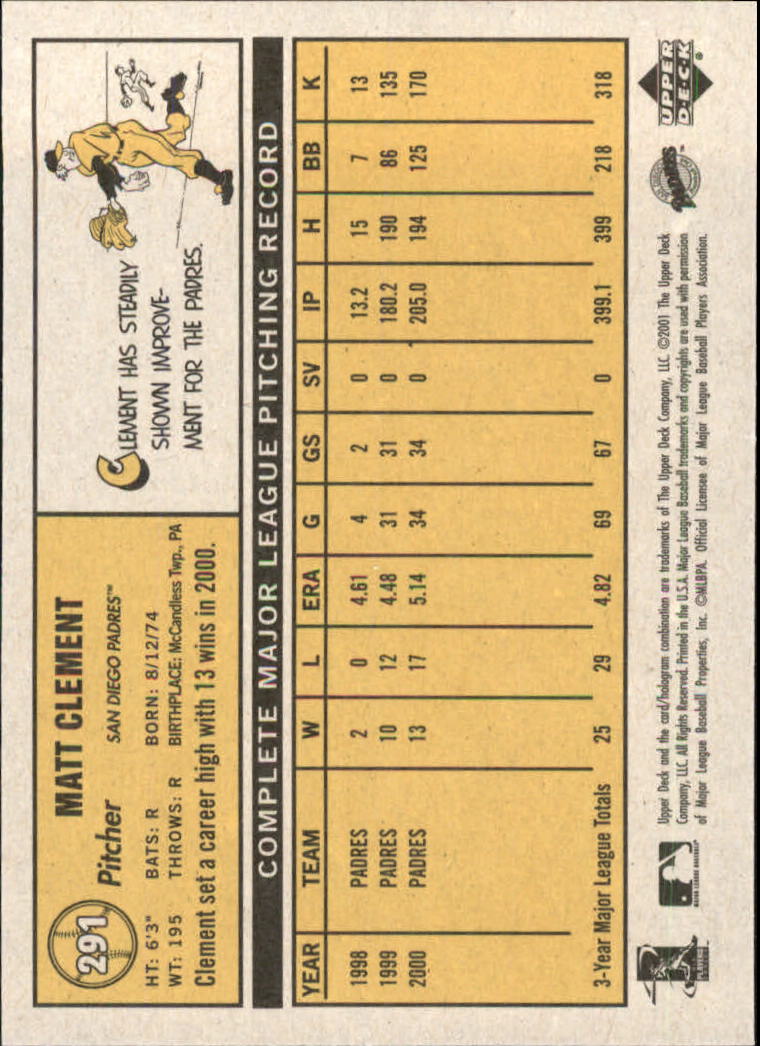 291
MATT CLEMENT
Pitcher SAN DIEGO PADRES™
HT: 6'3" BATS: R BORN: 8/12/74
WT: 195 THROWS: R BIRTHPLACE: McCandless Twp., PA
Clement set a career high with 13 wins in 2000.
CLEMENT HAS STEADILY
SHOWN IMPROVE-
MENT FOR THE PADRES.
COMPLETE MAJOR LEAGUE PITCHING RECORD
YEAR TEAM W L ERA G GS SV IP H BB K
1998 PADRES 2 0 4.61 4 2 0 13.2 15 7 13
1999 PADRES 10 12 4.48 31 31 0 180.2 190 86 135
2000 PADRES 13 17 5.14 34 34 0 205.0 194 125 170
3-Year Major League Totals 25 29 4.82 69 67 0 399.1 399 218 318
MAJOR LEAGUE BASEBALL
Upper Deck and the card/hologram combination are trademarks of The Upper Deck Company, LLC. ©2001 The Upper Deck
Company, LLC. All Rights Reserved. Printed in the U.S.A. Major League Baseball trademarks and copyrights are used with permission
of Major League Baseball Properties, Inc. ©MLBPA Official Licensee of Major League Baseball Players Association.
PADRES™
UPPER
DECK®